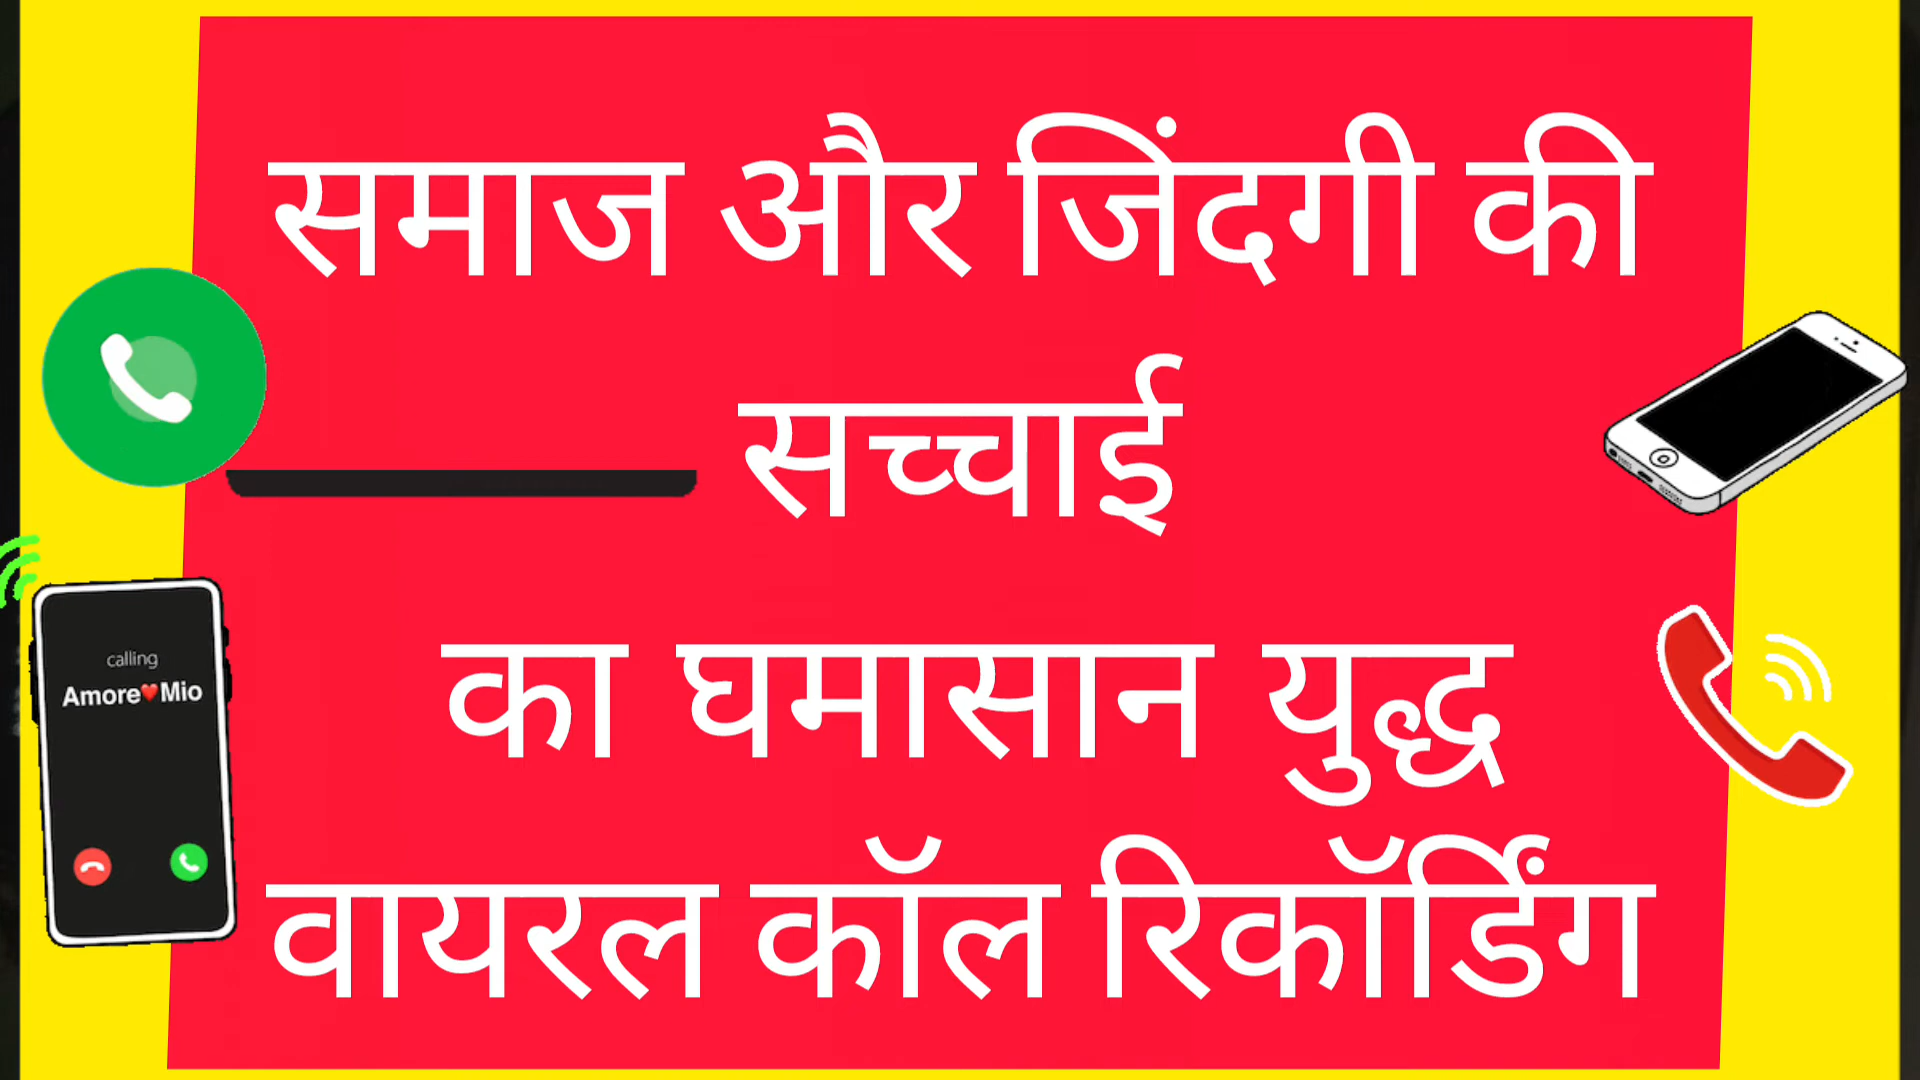 समाज और जिंदगी की
सच्चाई
का घमासान युद्ध
वायरल कॉल रिकॉर्डिंग
calling
Amore❤️Mio